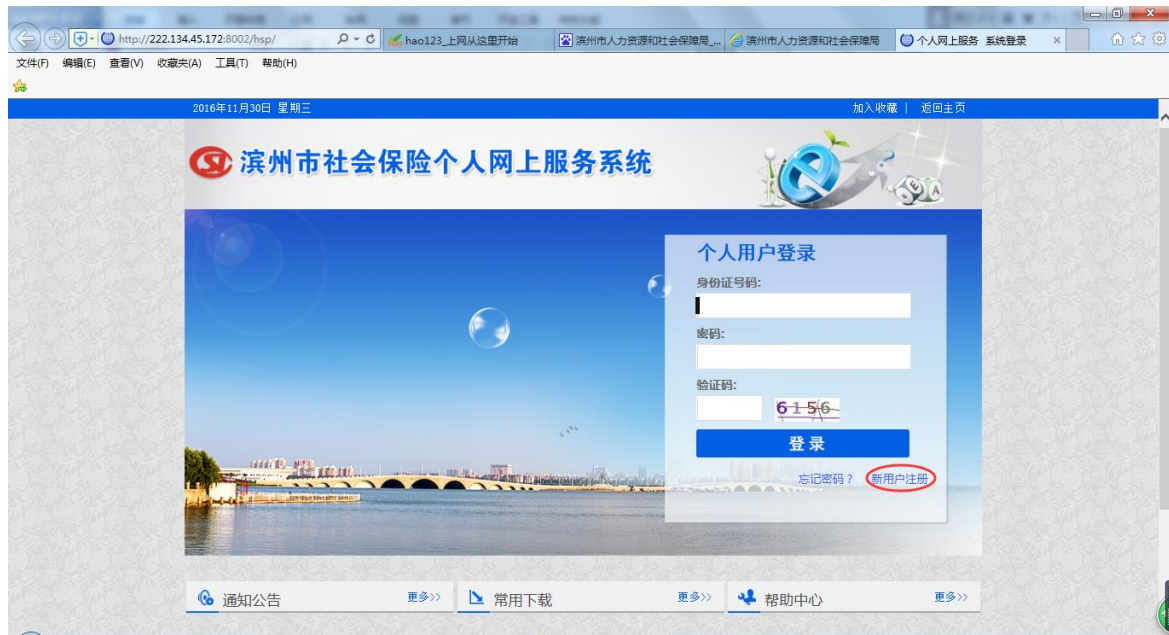 http://222.134.45.172:8002/hsp/
hao123_上网从这里开始
滨州市人力资源和社会保障局_...
滨州市人力资源和社会保障局
个人网上服务 系统登录
文件(F) 编辑(E) 查看(V) 收藏夹(A) 工具(T) 帮助(H)
2016年11月30日 星期三
加入收藏 | 返回主页
滨州市社会保险个人网上服务系统
个人用户登录
身份证号码:
密码:
验证码:
6156
登录
忘记密码? 新用户注册
通知公告 更多>>
常用下载 更多>>
帮助中心 更多>>